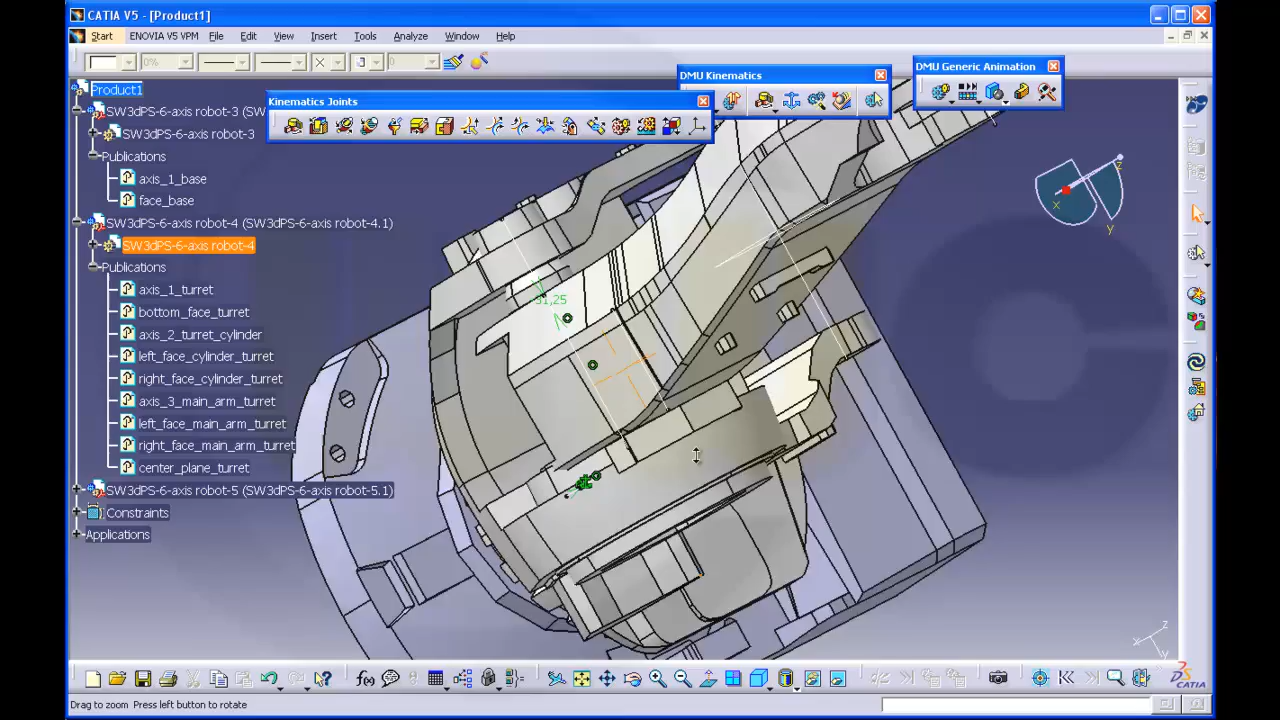 CATIA V5 - [Product1]
Start ENOVIA V5 VPM File Edit View Insert Tools Analyze Window Help
0% 0
DMU Kinematics
DMU Generic Animation
Kinematics Joints
Product1
SW3dPS-6-axis robot-3 (SW
SW3dPS-6-axis robot-3
Publications
axis_1_base
face_base
SW3dPS-6-axis robot-4 (SW3dPS-6-axis robot-4.1)
SW3dPS-6-axis robot-4
Publications
axis_1_turret
bottom_face_turret
axis_2_turret_cylinder
left_face_cylinder_turret
right_face_cylinder_turret
axis_3_main_arm_turret
left_face_main_arm_turret
right_face_main_arm_turret
center_plane_turret
SW3dPS-6-axis robot-5 (SW3dPS-6-axis robot-5.1)
Constraints
Applications
31,25
z
x
y
z
x
y
f(x)
CATIA
Drag to zoom Press left button to rotate